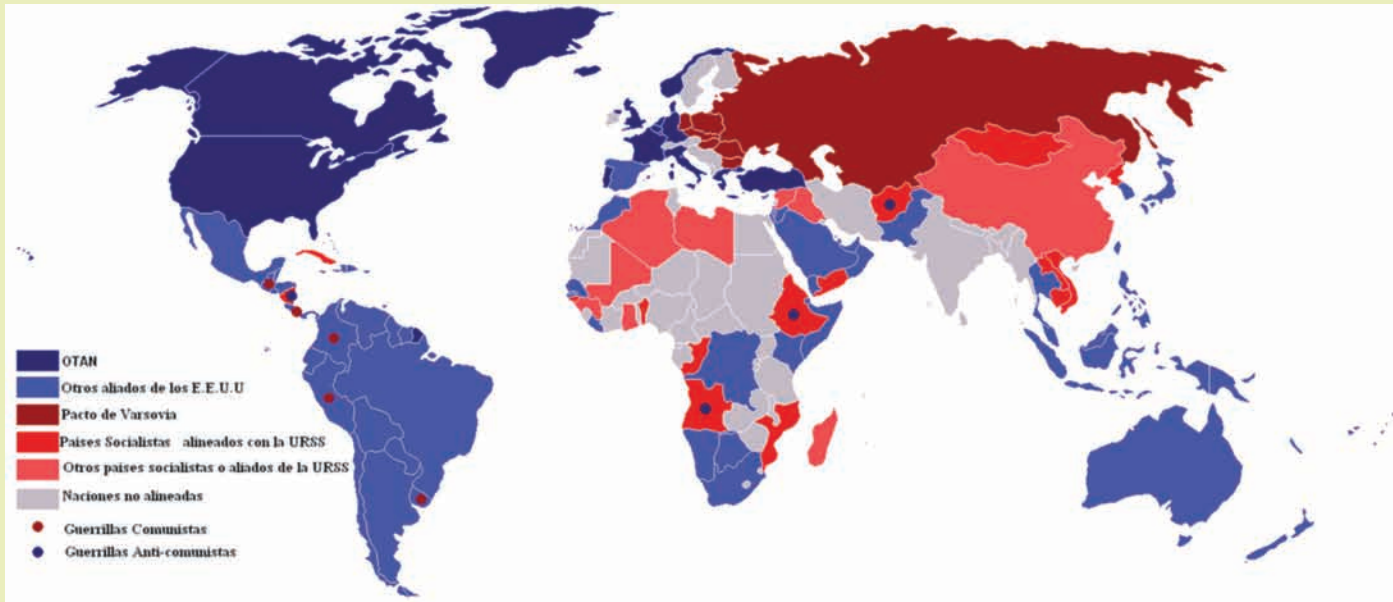 OTAN
Otros aliados de los E.E.U.U
Pacto de Varsovia
Paises Socialistas alineados con la URSS
Otros paises socialistas o aliados de la URSS
Naciones no alineadas
Guerrillas Comunistas
Guerrillas Anti-comunistas